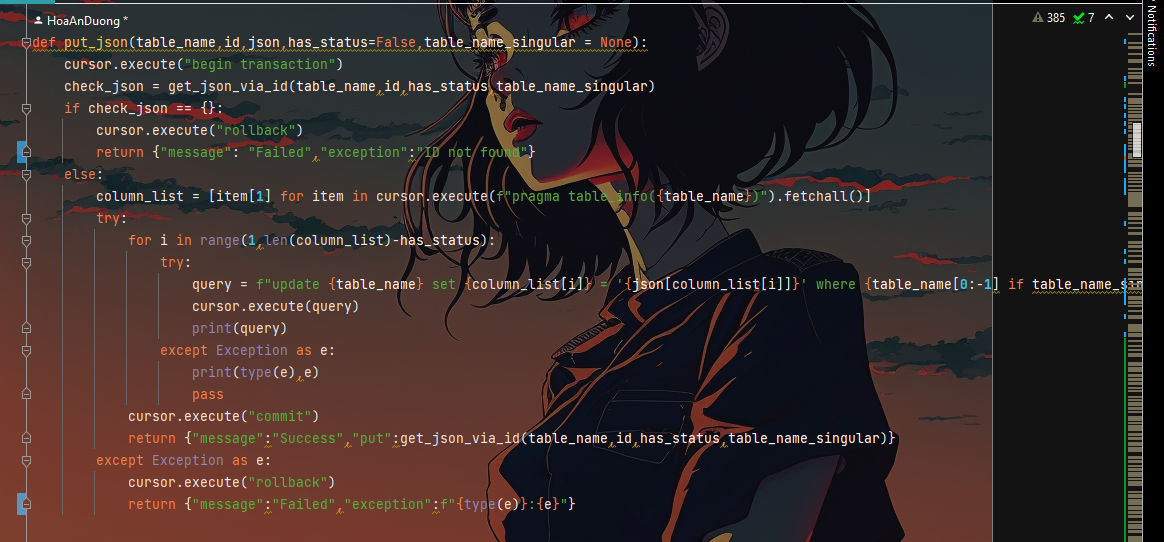 HoaAnDuong *
385 7
Notifications
def put_json(table_name,id,json,has_status=False,table_name_singular = None):
    cursor.execute("begin transaction")
    check_json = get_json_via_id(table_name,id,has_status,table_name_singular)
    if check_json == {}:
        cursor.execute("rollback")
        return {"message": "Failed","exception":"ID not found"}
    else:
        column_list = [item[1] for item in cursor.execute(f"pragma table_info({table_name})").fetchall()]
        try:
            for i in range(1,len(column_list)-has_status):
                try:
                    query = f"update {table_name} set {column_list[i]} = '{json[column_list[i]]}' where {table_name[0:-1] if table_name_sin
                    cursor.execute(query)
                    print(query)
                except Exception as e:
                    print(type(e),e)
                    pass
            cursor.execute("commit")
            return {"message":"Success","put":get_json_via_id(table_name,id,has_status,table_name_singular)}
        except Exception as e:
            cursor.execute("rollback")
            return {"message":"Failed","exception":f"{type(e)}:{e}"}